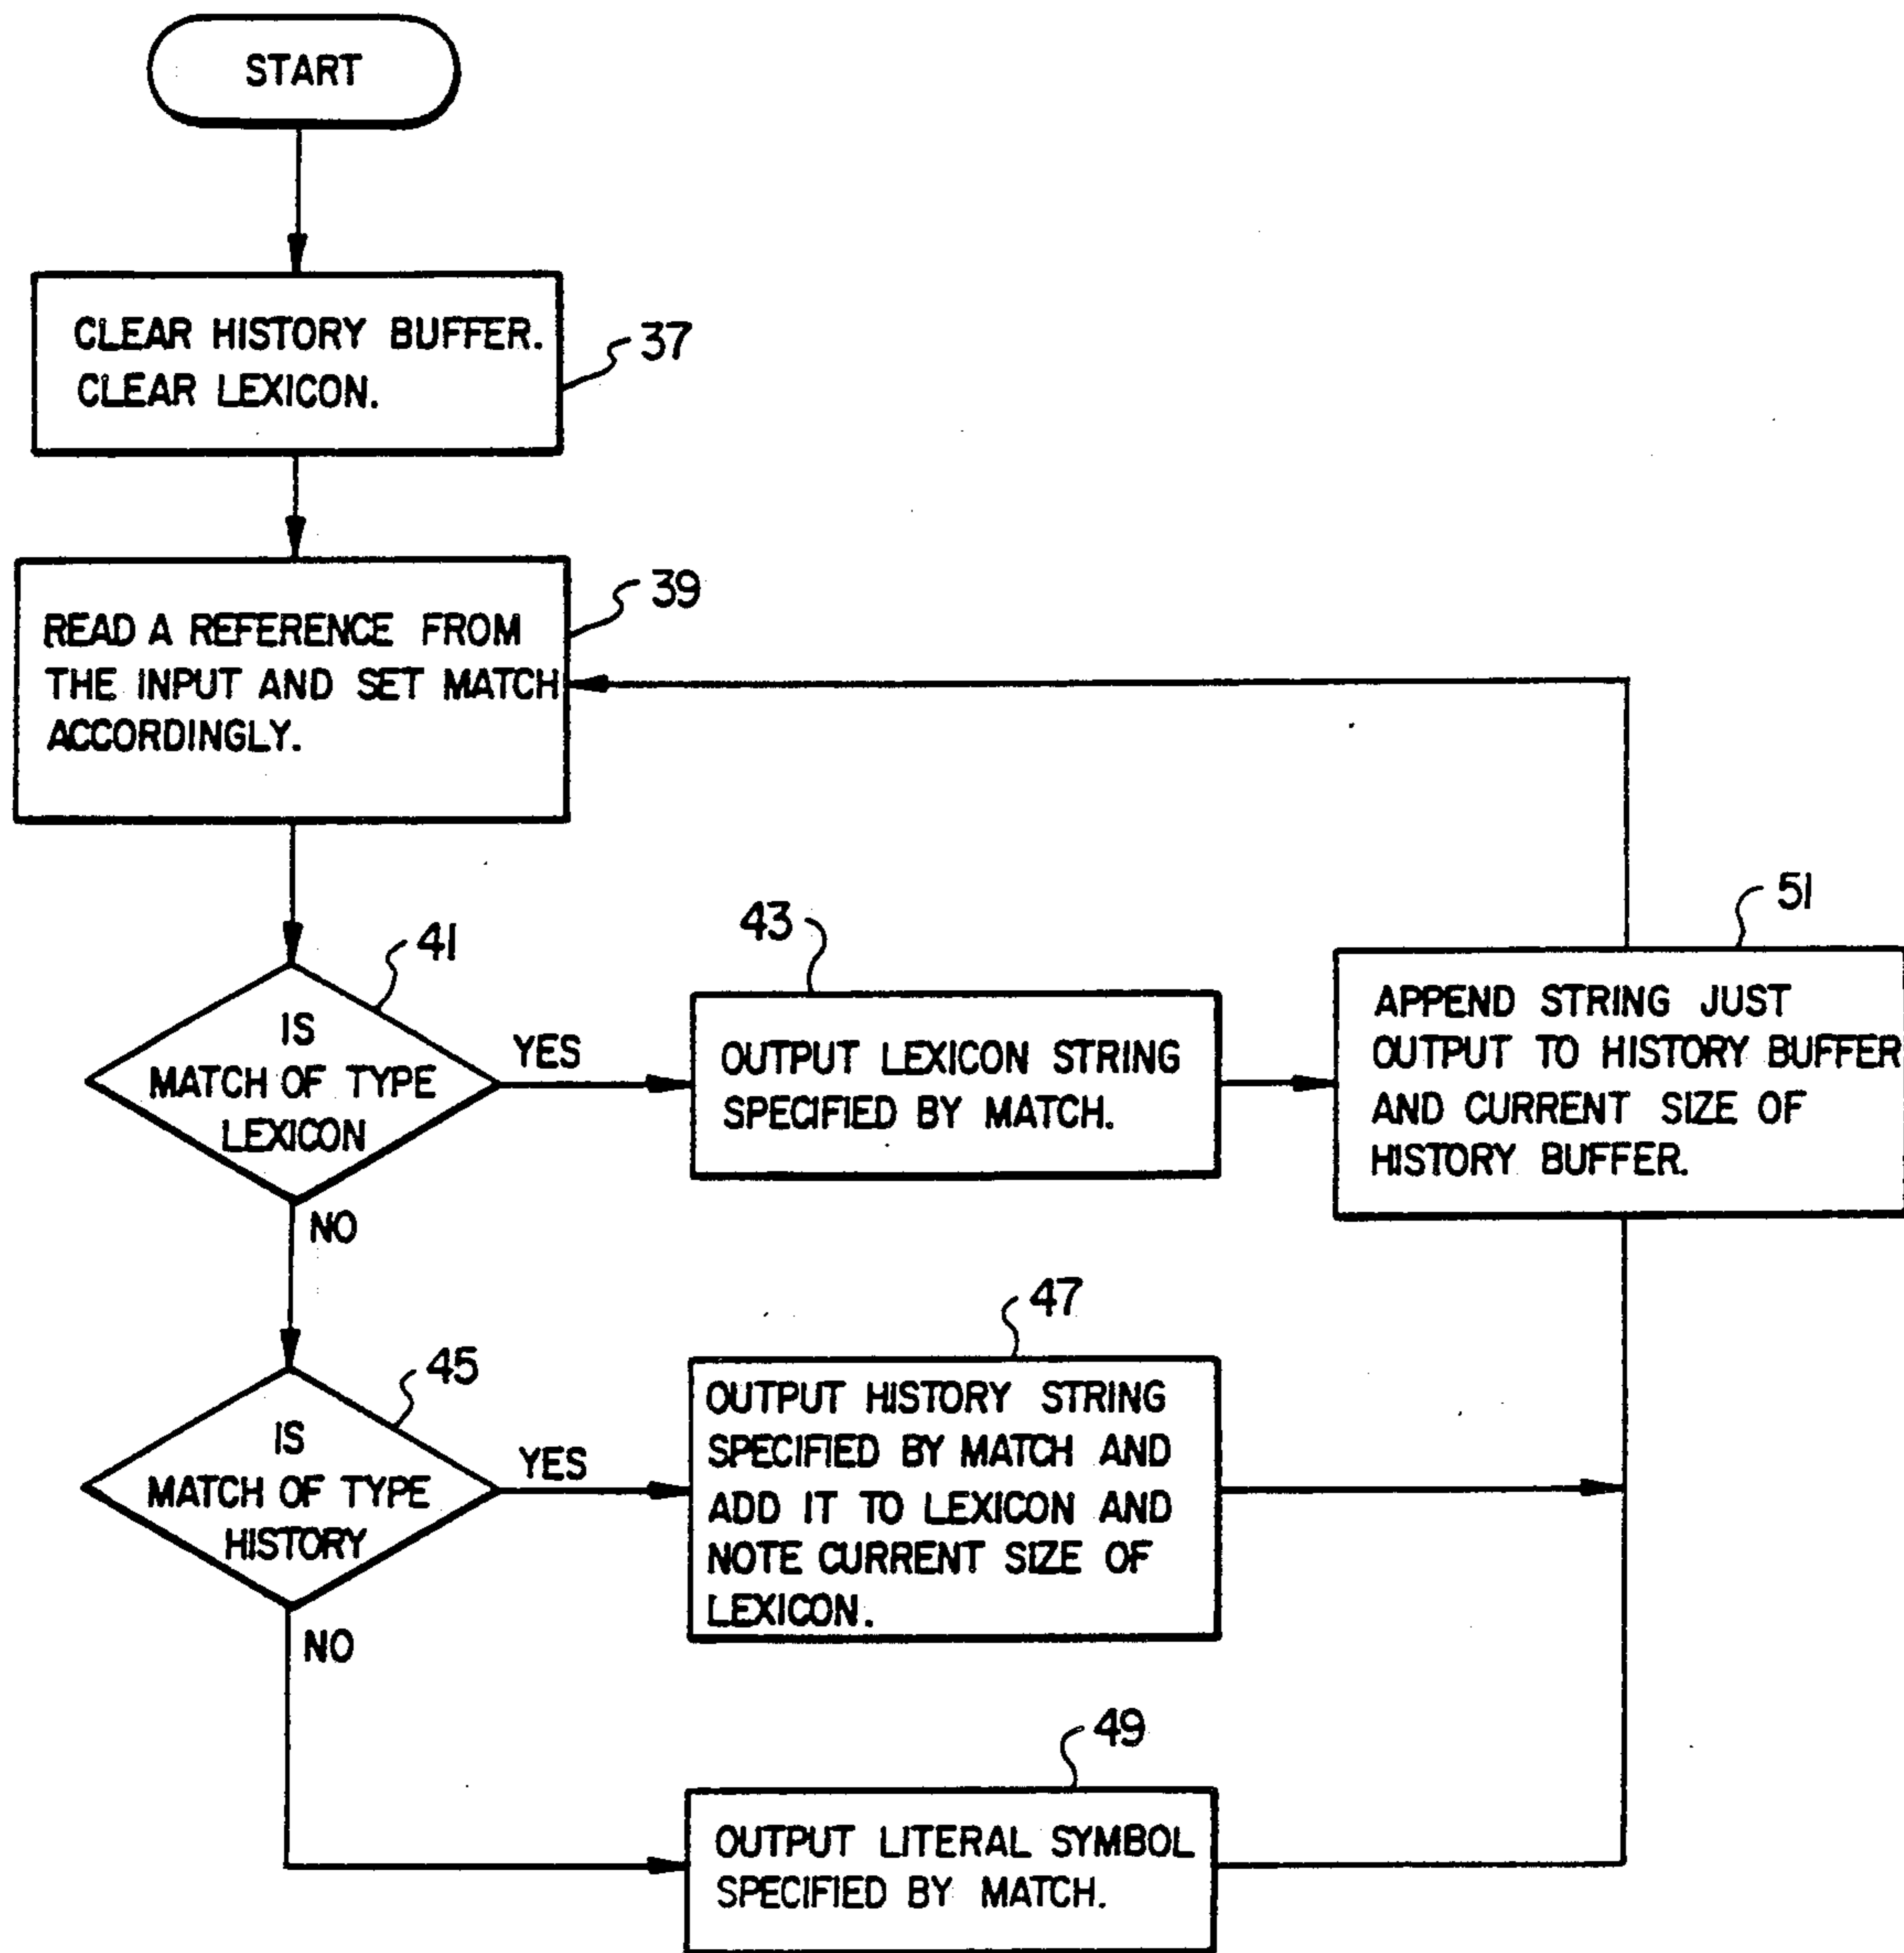 START
CLEAR HISTORY BUFFER.
CLEAR LEXICON.
37
READ A REFERENCE FROM
THE INPUT AND SET MATCH
ACCORDINGLY.
39
IS
MATCH OF TYPE
LEXICON
41
YES
NO
OUTPUT LEXICON STRING
SPECIFIED BY MATCH.
43
APPEND STRING JUST
OUTPUT TO HISTORY BUFFER
AND CURRENT SIZE OF
HISTORY BUFFER.
51
IS
MATCH OF TYPE
HISTORY
45
YES
NO
OUTPUT HISTORY STRING
SPECIFIED BY MATCH AND
ADD IT TO LEXICON AND
NOTE CURRENT SIZE OF
LEXICON.
47
OUTPUT LITERAL SYMBOL
SPECIFIED BY MATCH.
49